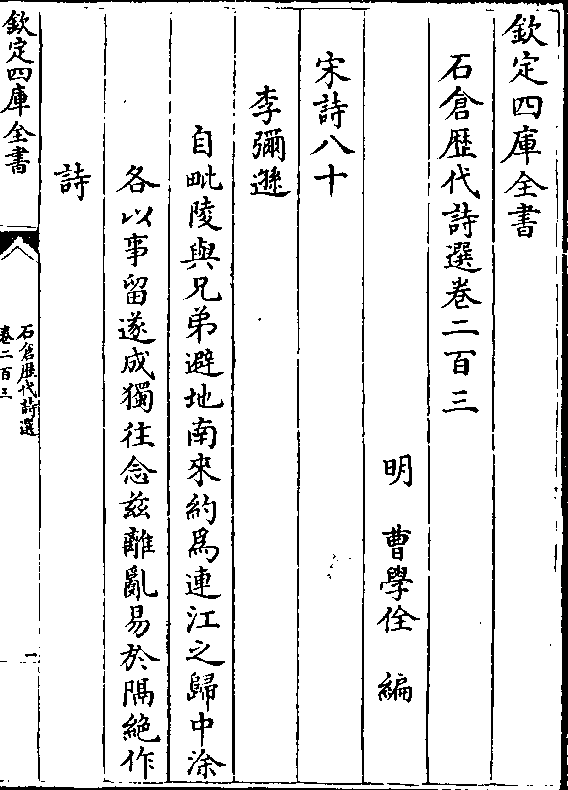 欽定四庫全書
石倉歴代詩選卷二百三
明 曹學佺 編
宋詩八十
李彌遜
自毗陵與兄弟避地南來約爲連江之歸中涂
各以事留遂成獨往念兹離亂易於隔絶作
詩
欽定四庫全書
石倉歴代詩選
卷二百三
一